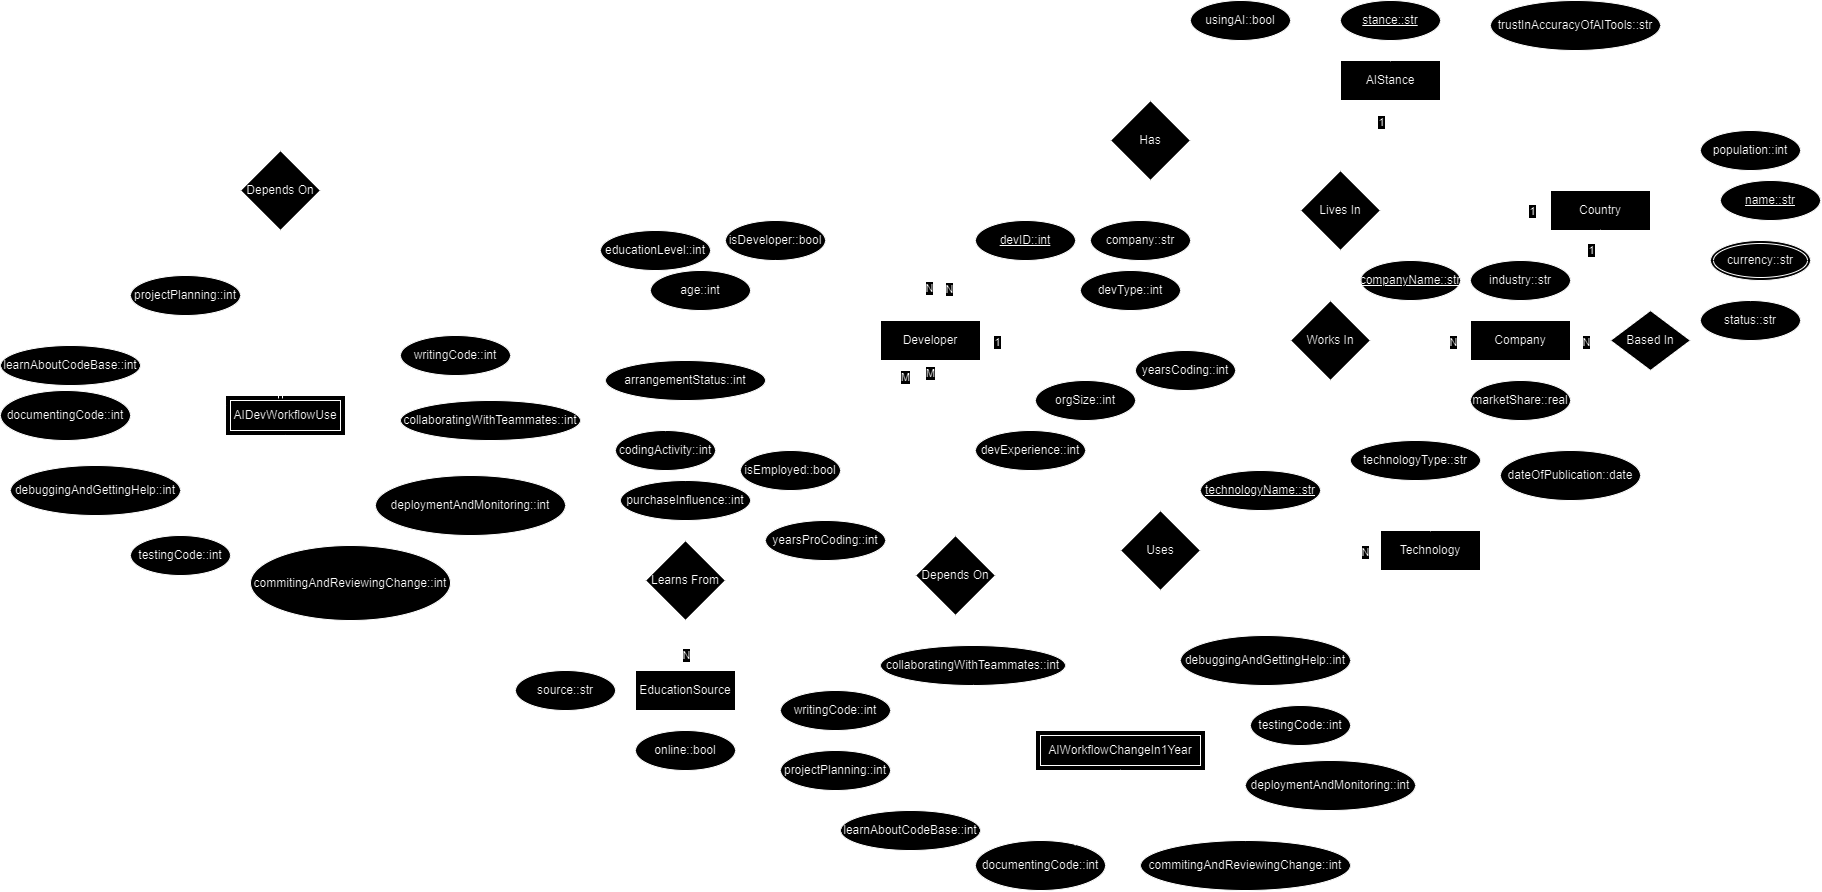 usingAI::bool
stance::str
trustInAccuracyOfAITools::str
AIStance
1
Has
population::int
Depends On
Lives In
1
Country
name::str
educationLevel::int
isDeveloper::bool
devID::int
company::str
1
currency::str
projectPlanning::int
age::int
N
N
devType::int
companyName::str
industry::str
status::str
learnAboutCodeBase::int
writingCode::int
Developer
1
Works In
N
Company
N
Based In
arrangementStatus::int
M
M
yearsCoding::int
documentingCode::int
AIDevWorkflowUse
collaboratingWithTeammates::int
orgSize::int
marketShare::real
codingActivity::int
devExperience::int
technologyType::str
debuggingAndGettingHelp::int
isEmployed::bool
dateOfPublication::date
deploymentAndMonitoring::int
purchaseInfluence::int
technologyName::str
testingCode::int
yearsProCoding::int
Uses
N
Technology
commitingAndReviewingChange::int
Learns From
Depends On
N
collaboratingWithTeammates::int
debuggingAndGettingHelp::int
source::str
EducationSource
writingCode::int
testingCode::int
online::bool
AIWorkflowChangeIn1Year
projectPlanning::int
deploymentAndMonitoring::int
learnAboutCodeBase::int
documentingCode::int
commitingAndReviewingChange::int